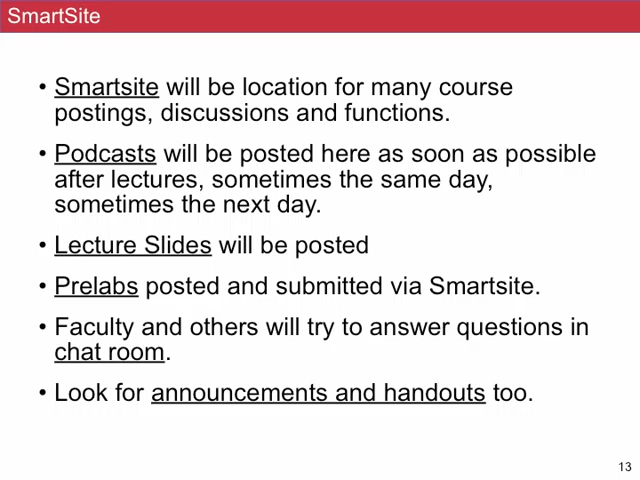 SmartSite
• Smartsite will be location for many course
postings, discussions and functions.
• Podcasts will be posted here as soon as possible
after lectures, sometimes the same day,
sometimes the next day.
• Lecture Slides will be posted
• Prelabs posted and submitted via Smartsite.
• Faculty and others will try to answer questions in
chat room.
• Look for announcements and handouts too.
13